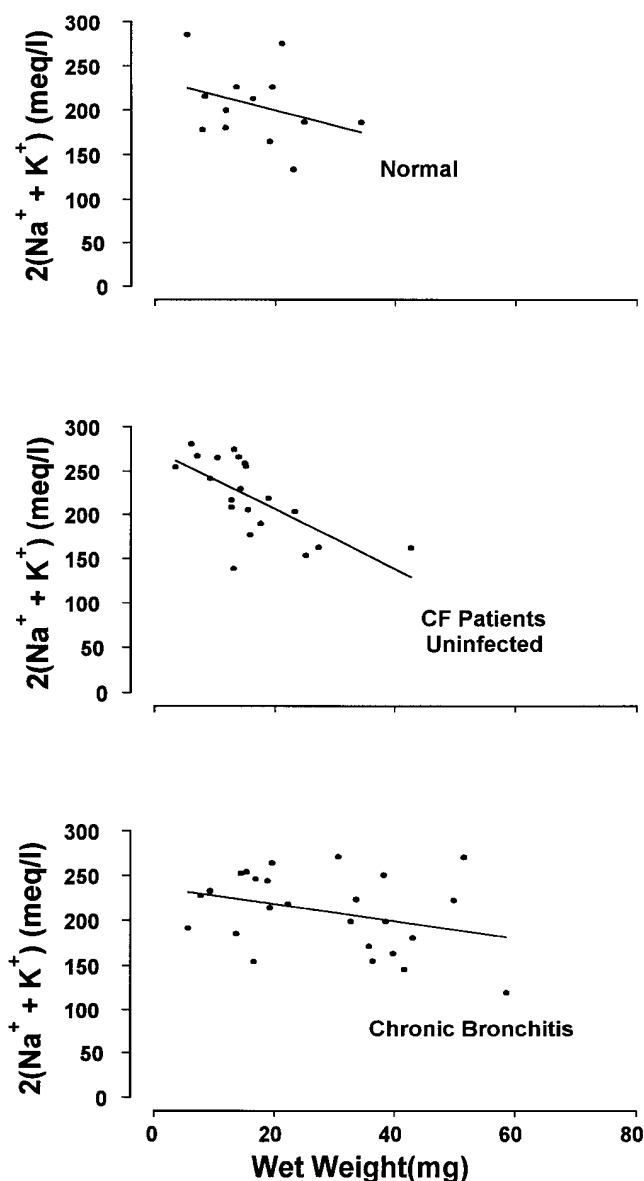 300
250
200
150
100
50
0
2(Na+ + K+) (meq/l)
Normal
300
250
200
150
100
50
0
2(Na+ + K+) (meq/l)
CF Patients
Uninfected
300
250
200
150
100
50
0
2(Na+ + K+) (meq/l)
Chronic Bronchitis
0 20 40 60 80
Wet Weight(mg)